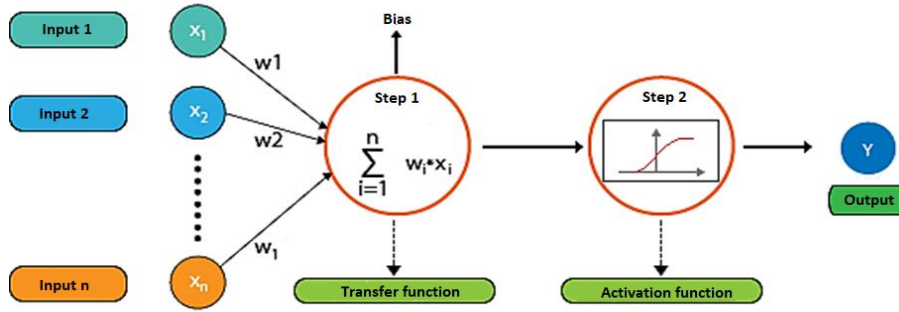 Input 1
x1
w1
Bias
Input 2
x2
w2
Step 1
n
∑ wi*xi
i=1
Step 2
Y
Output
w1
Input n
xn
Transfer function
Activation function